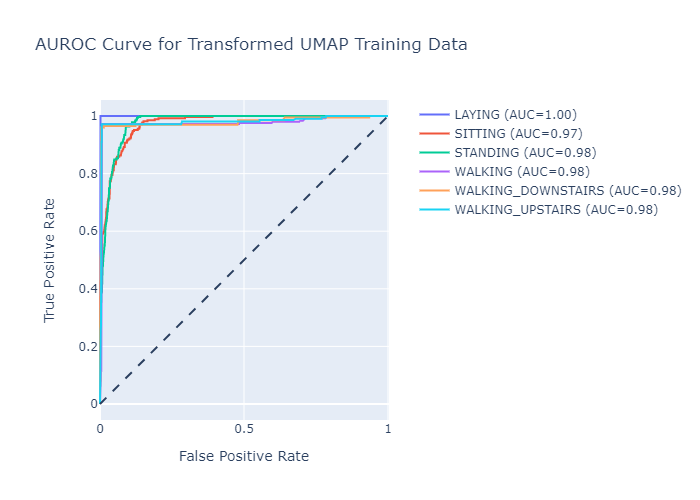 AUROC Curve for Transformed UMAP Training Data
1
0.8
0.6
0.4
0.2
0
0
0.5
1
True Positive Rate
False Positive Rate
LAYING (AUC=1.00)
SITTING (AUC=0.97)
STANDING (AUC=0.98)
WALKING (AUC=0.98)
WALKING_DOWNSTAIRS (AUC=0.98)
WALKING_UPSTAIRS (AUC=0.98)